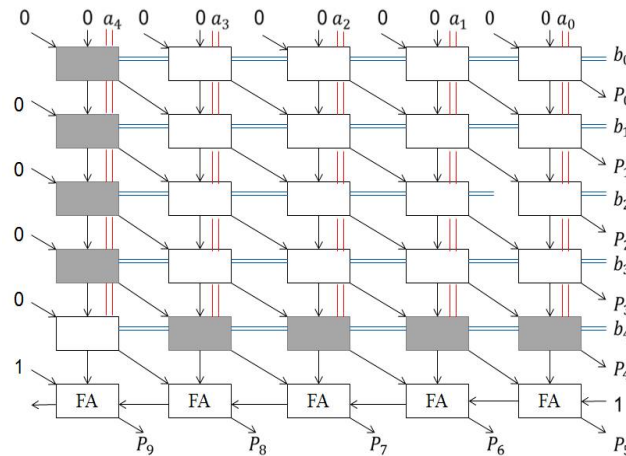 0 0 a₄ 0 0 a₃ 0 0 a₂ 0 0 a₁ 0 0 a₀
b₀
P₀
0 b₁
P₁
0 b₂
P₂
0 b₃
P₃
0 b₄
P₄
1 FA FA FA FA FA 1
P₉ P₈ P₇ P₆ P₅